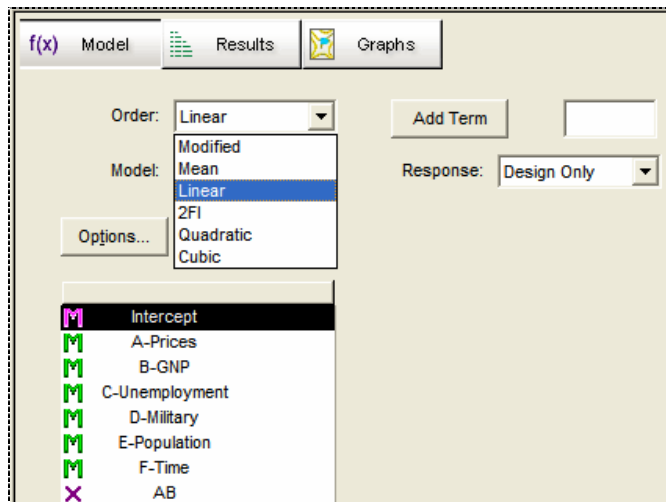 f(x) Model Results Graphs
Order: Linear Add Term
Modified
Model: Mean Response: Design Only
Linear
2FI
Options... Quadratic
Cubic
Intercept
A-Prices
B-GNP
C-Unemployment
D-Military
E-Population
F-Time
AB